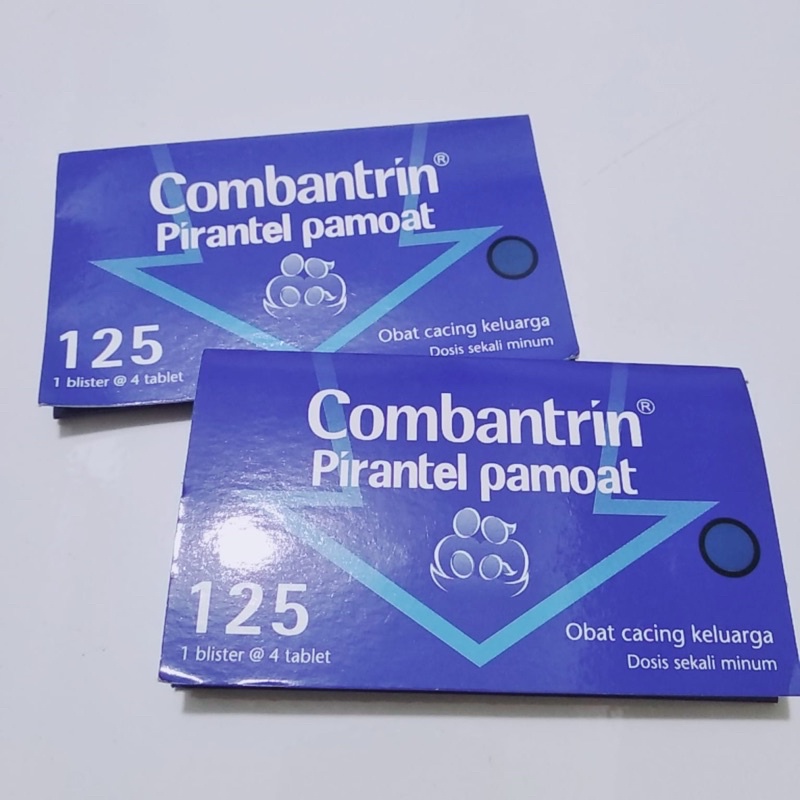 Combantrin®
Pirantel pamoat
125
1 blister @ 4 tablet
Obat cacing keluarga
Dosis sekali minum
Combantrin®
Pirantel pamoat
125
1 blister @ 4 tablet
Obat cacing keluarga
Dosis sekali minum